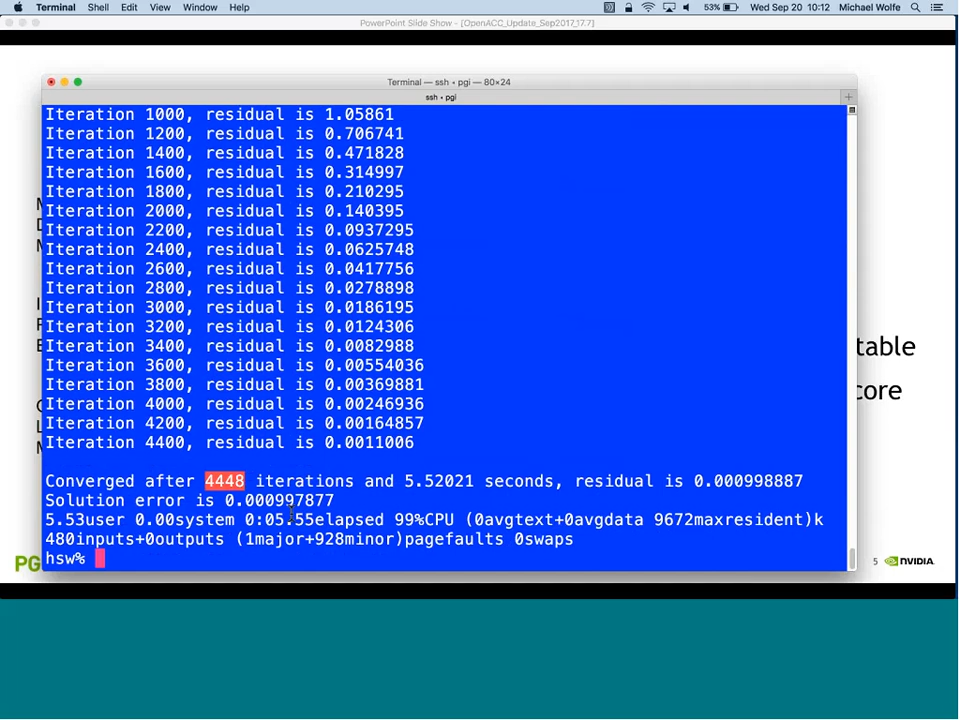 Terminal Shell Edit View Window Help 53% Wed Sep 20 10:12 Michael Wolfe
PowerPoint Slide Show - [OpenACC_Update_Sep2017_17.7]
Terminal — ssh ‹ pgi — 80×24
ssh ‹ pgi
Iteration 1000, residual is 1.05861
Iteration 1200, residual is 0.706741
Iteration 1400, residual is 0.471828
Iteration 1600, residual is 0.314997
Iteration 1800, residual is 0.210295
Iteration 2000, residual is 0.140395
Iteration 2200, residual is 0.0937295
Iteration 2400, residual is 0.0625748
Iteration 2600, residual is 0.0417756
Iteration 2800, residual is 0.0278898
Iteration 3000, residual is 0.0186195
Iteration 3200, residual is 0.0124306
Iteration 3400, residual is 0.0082988
table
Iteration 3600, residual is 0.00554036
Iteration 3800, residual is 0.00369881
core
Iteration 4000, residual is 0.00246936
Iteration 4200, residual is 0.00164857
Iteration 4400, residual is 0.0011006
Converged after 4448 iterations and 5.52021 seconds, residual is 0.000998887
Solution error is 0.000997877
5.53user 0.00system 0:05.55elapsed 99%CPU (0avgtext+0avgdata 9672maxresident)k
480inputs+0outputs (1major+928minor)pagefaults 0swaps
hsw%
PG
5 NVIDIA